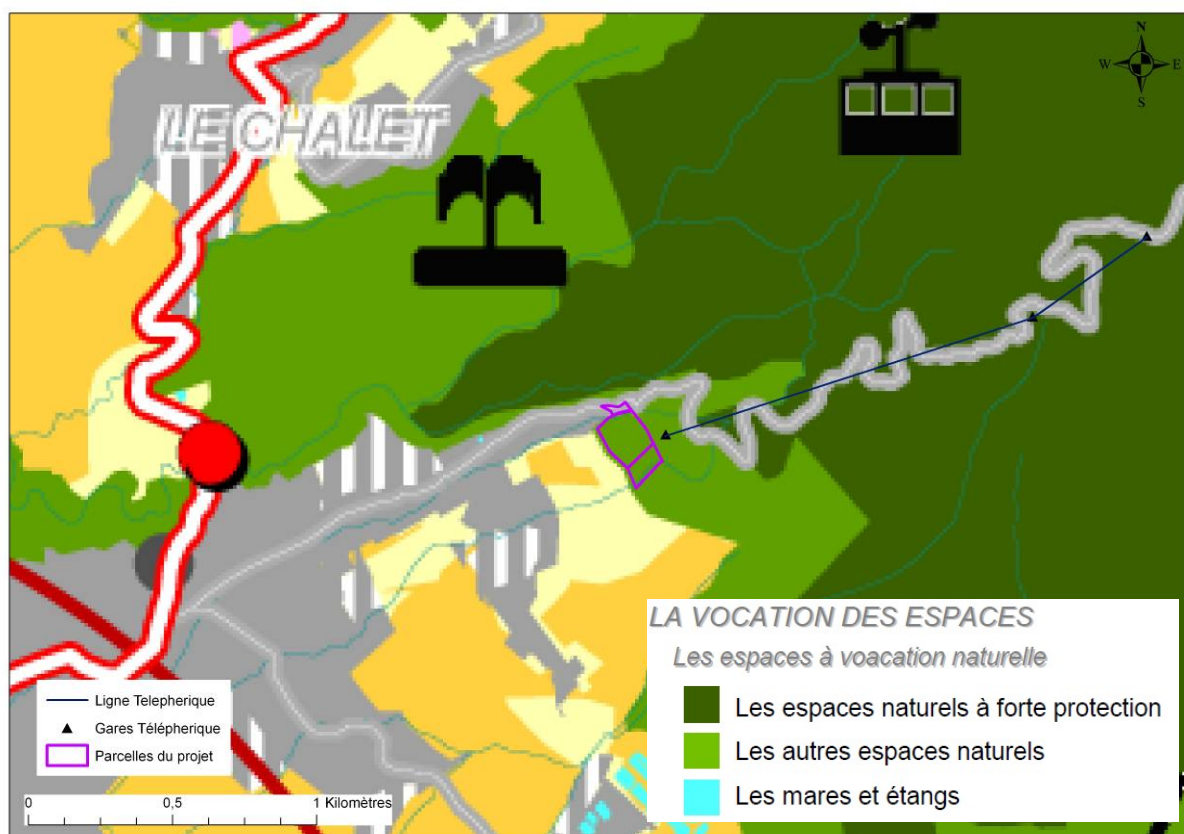 N
W E
S
LE CHALET
LA VOCATION DES ESPACES
Les espaces à voacation naturelle
Les espaces naturels à forte protection
Les autres espaces naturels
Les mares et étangs
Ligne Telepherique
Gares Télépherique
Parcelles du projet
0 0,5 1 Kilomètres